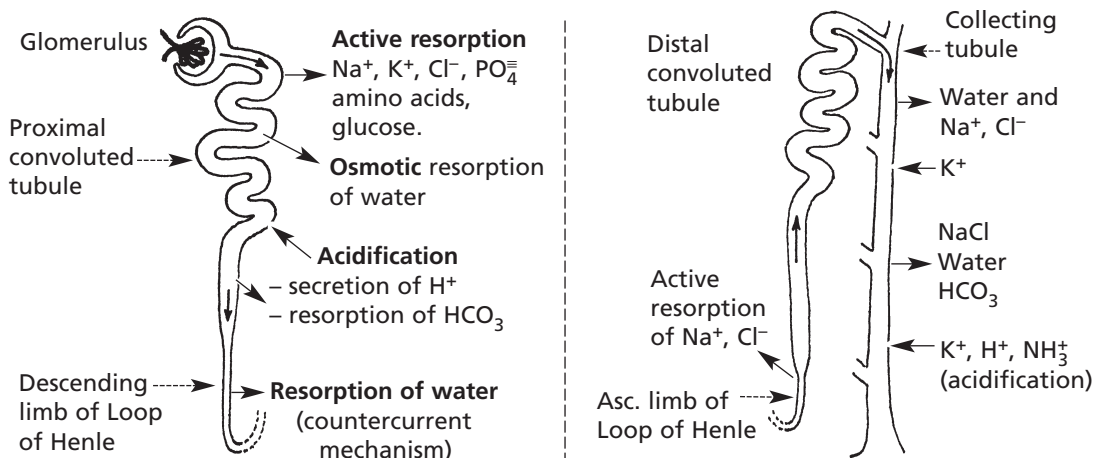 Glomerulus
Active resorption
Na⁺, K⁺, Cl⁻, PO₄≡
amino acids,
glucose.
Proximal
convoluted
tubule
Osmotic resorption
of water
Acidification
– secretion of H⁺
– resorption of HCO₃
Descending
limb of Loop
of Henle
Resorption of water
(countercurrent
mechanism)
Distal
convoluted
tubule
Collecting
tubule
Water and
Na⁺, Cl⁻
K⁺
NaCl
Water
HCO₃
Active
resorption
of Na⁺, Cl⁻
K⁺, H⁺, NH₃⁺
(acidification)
Asc. limb of
Loop of Henle